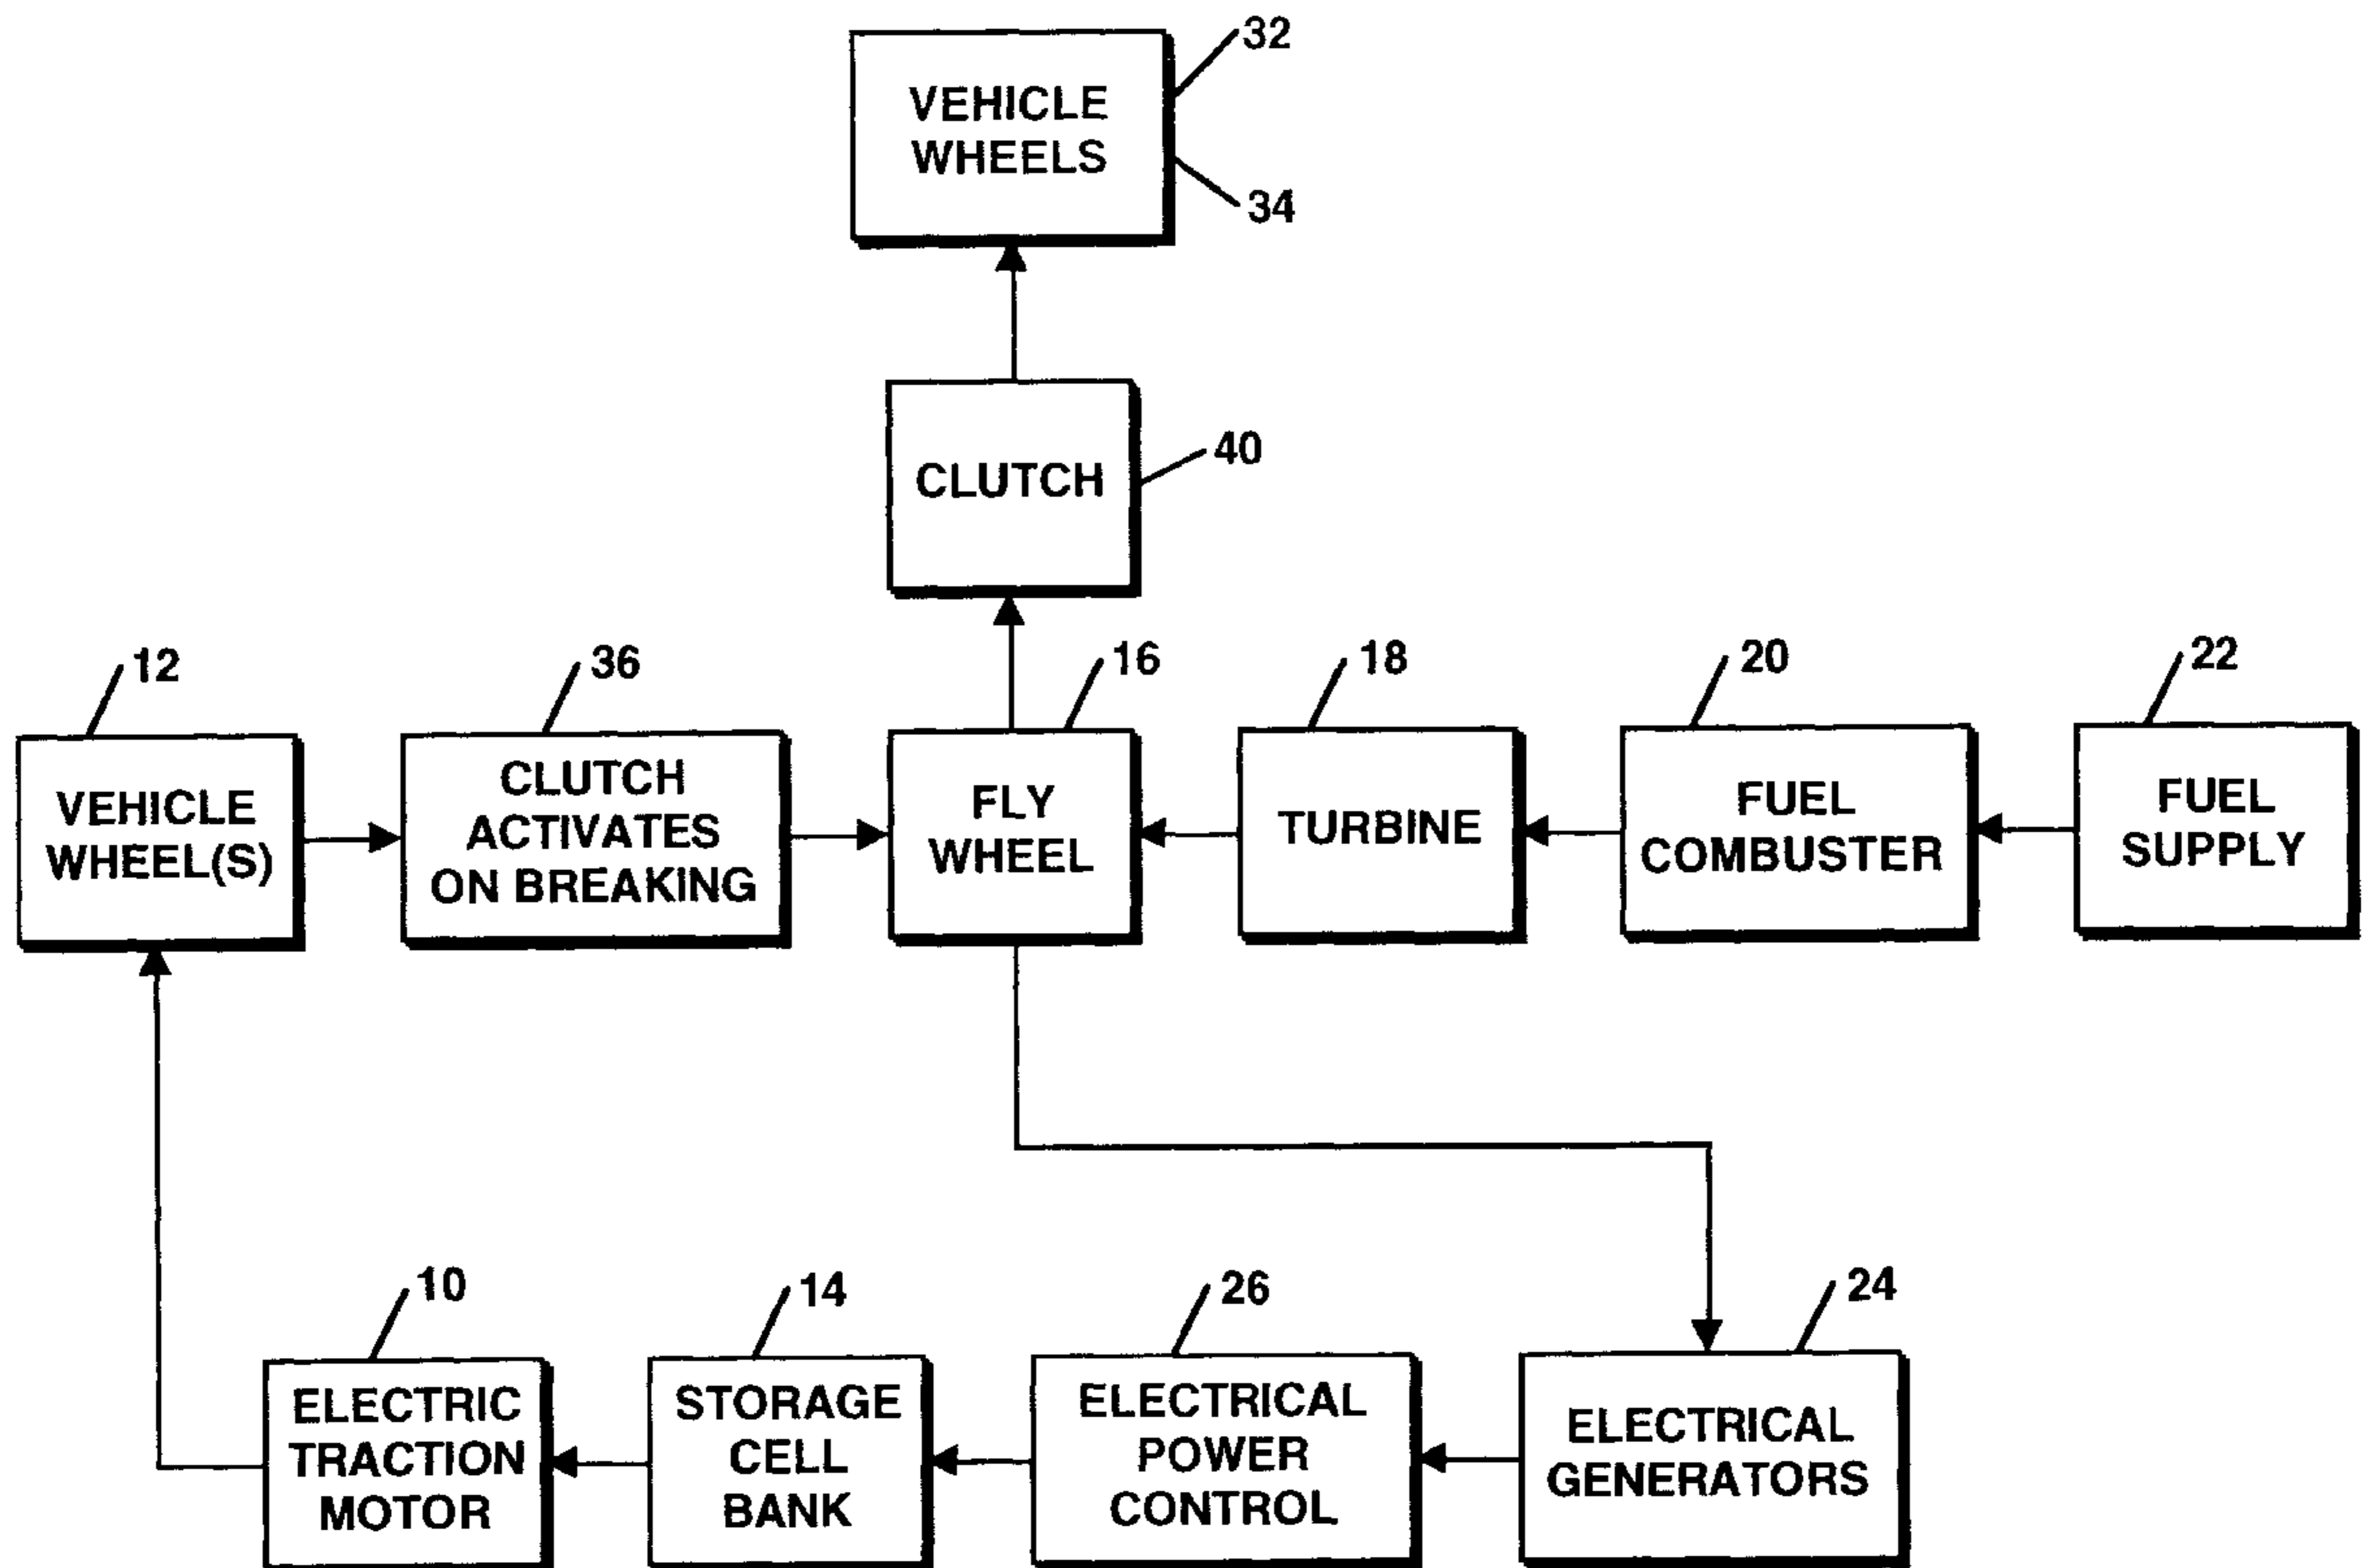 32
VEHICLE
WHEELS
34
CLUTCH
40
12
36
16
18
20
22
VEHICLE
WHEEL(S)
CLUTCH
ACTIVATES
ON BREAKING
FLY
WHEEL
TURBINE
FUEL
COMBUSTER
FUEL
SUPPLY
10
14
26
24
ELECTRIC
TRACTION
MOTOR
STORAGE
CELL
BANK
ELECTRICAL
POWER
CONTROL
ELECTRICAL
GENERATORS